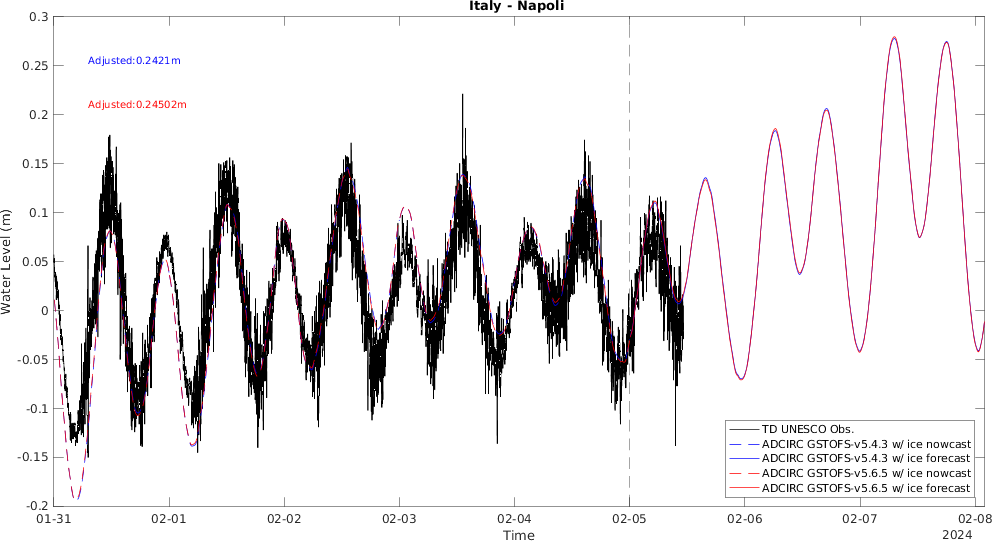 Italy - Napoli
Adjusted:0.2421m
Adjusted:0.24502m
Water Level (m)
0.3
0.25
0.2
0.15
0.1
0.05
0
-0.05
-0.1
-0.15
-0.2
01-31
02-01
02-02
02-03
02-04
02-05
02-06
02-07
02-08
Time
2024
TD UNESCO Obs.
ADCIRC GSTOFS-v5.4.3 w/ ice nowcast
ADCIRC GSTOFS-v5.4.3 w/ ice forecast
ADCIRC GSTOFS-v5.6.5 w/ ice nowcast
ADCIRC GSTOFS-v5.6.5 w/ ice forecast